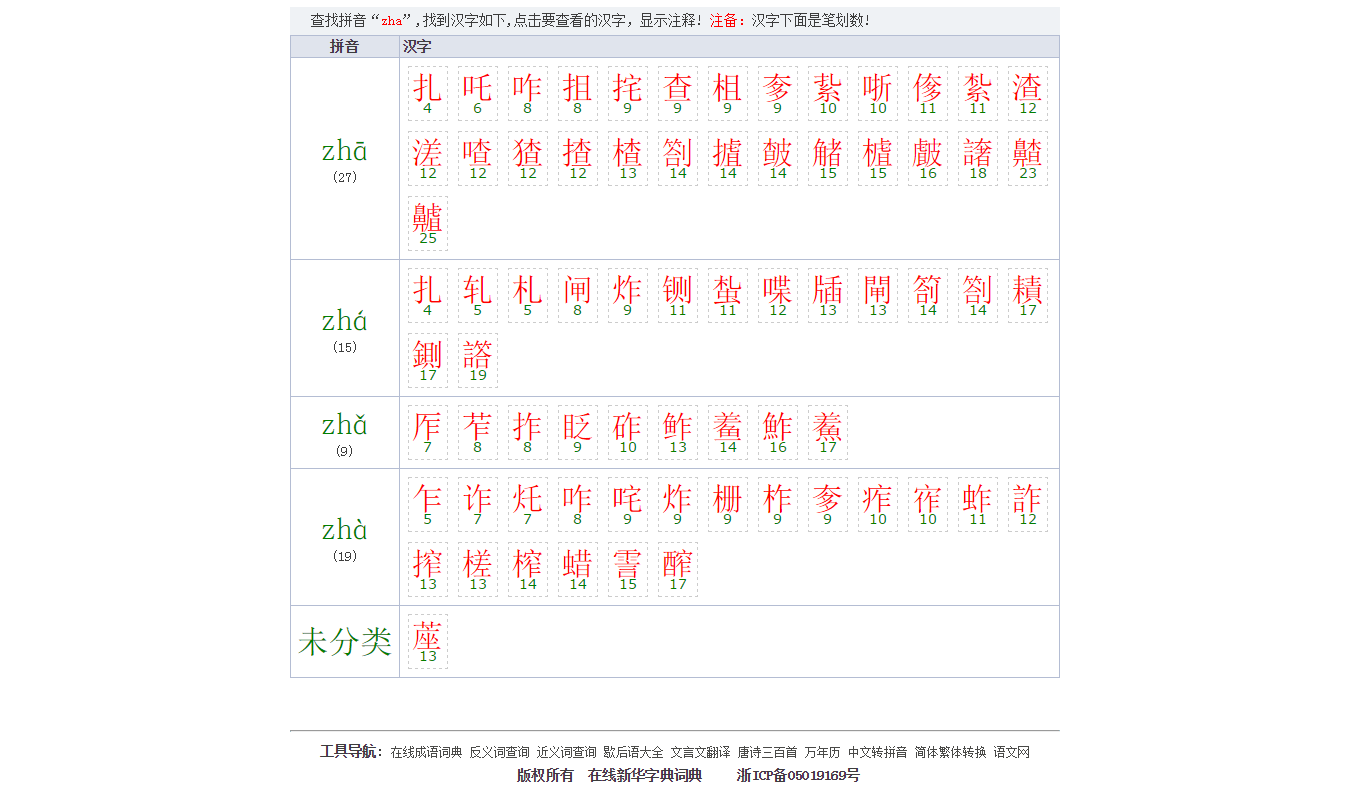 查找拼音“zha”,找到汉字如下,点击要查看的汉字，显示注释! 注备：汉字下面是笔划数!
拼音 汉字
zhā
(27)
扎 吒 咋 抯 挓 查 柤 奓 紥 哳 偧 紮 渣
4 6 8 8 9 9 9 9 10 10 11 11 12
溠 喳 猹 揸 楂 劄 摣 皻 觰 樝 皻 譇 齇
12 12 12 12 13 14 14 14 15 15 16 18 23
齇
25
zhá
(15)
扎 轧 札 闸 炸 铡 蚻 喋 牐 閘 箚 劄 耫
4 5 5 8 9 11 11 12 13 13 14 14 17
鍘 譗
17 19
zhǎ
(9)
厏 苲 拃 眨 砟 鲊 鲝 鮓 鮺
7 8 8 9 10 13 14 16 17
zhà
(19)
乍 诈 灹 咋 咤 炸 栅 柞 奓 痄 宱 蚱 詐
5 7 7 8 9 9 9 9 9 10 10 11 12
搾 槎 榨 蜡 霅 醡
13 13 14 14 15 17
未分类
蓙
13
工具导航: 在线成语词典 反义词查询 近义词查询 歇后语大全 文言文翻译 唐诗三百首 万年历 中文转拼音 简体繁体转换 语文网
版权所有 在线新华字典词典 浙ICP备05019169号